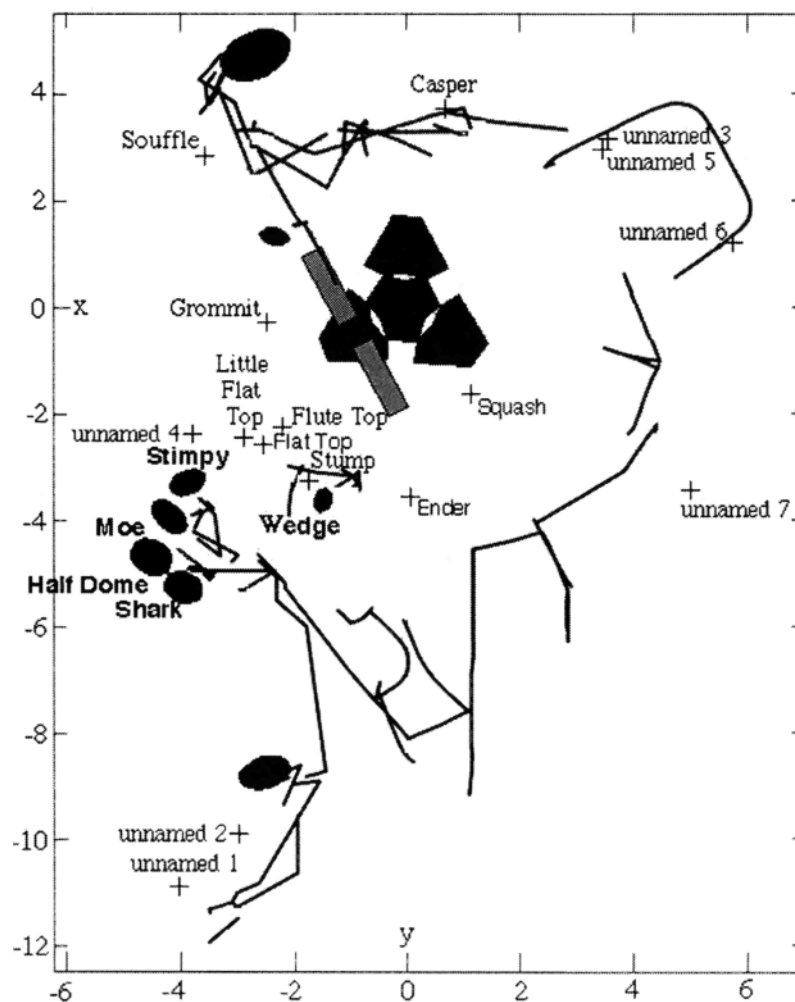 4
Casper
Souffle
unnamed 3
unnamed 5
2
unnamed 6
0
x
Grommit
Little
Flat
Top
Flute Top
-2
Squash
unnamed 4
Flat Top
Stimpy
Stump
-4
Moe
Wedge
Ender
unnamed 7
Half Dome
Shark
-6
-8
-10
unnamed 2
unnamed 1
y
-12
-6
-4
-2
0
2
4
6